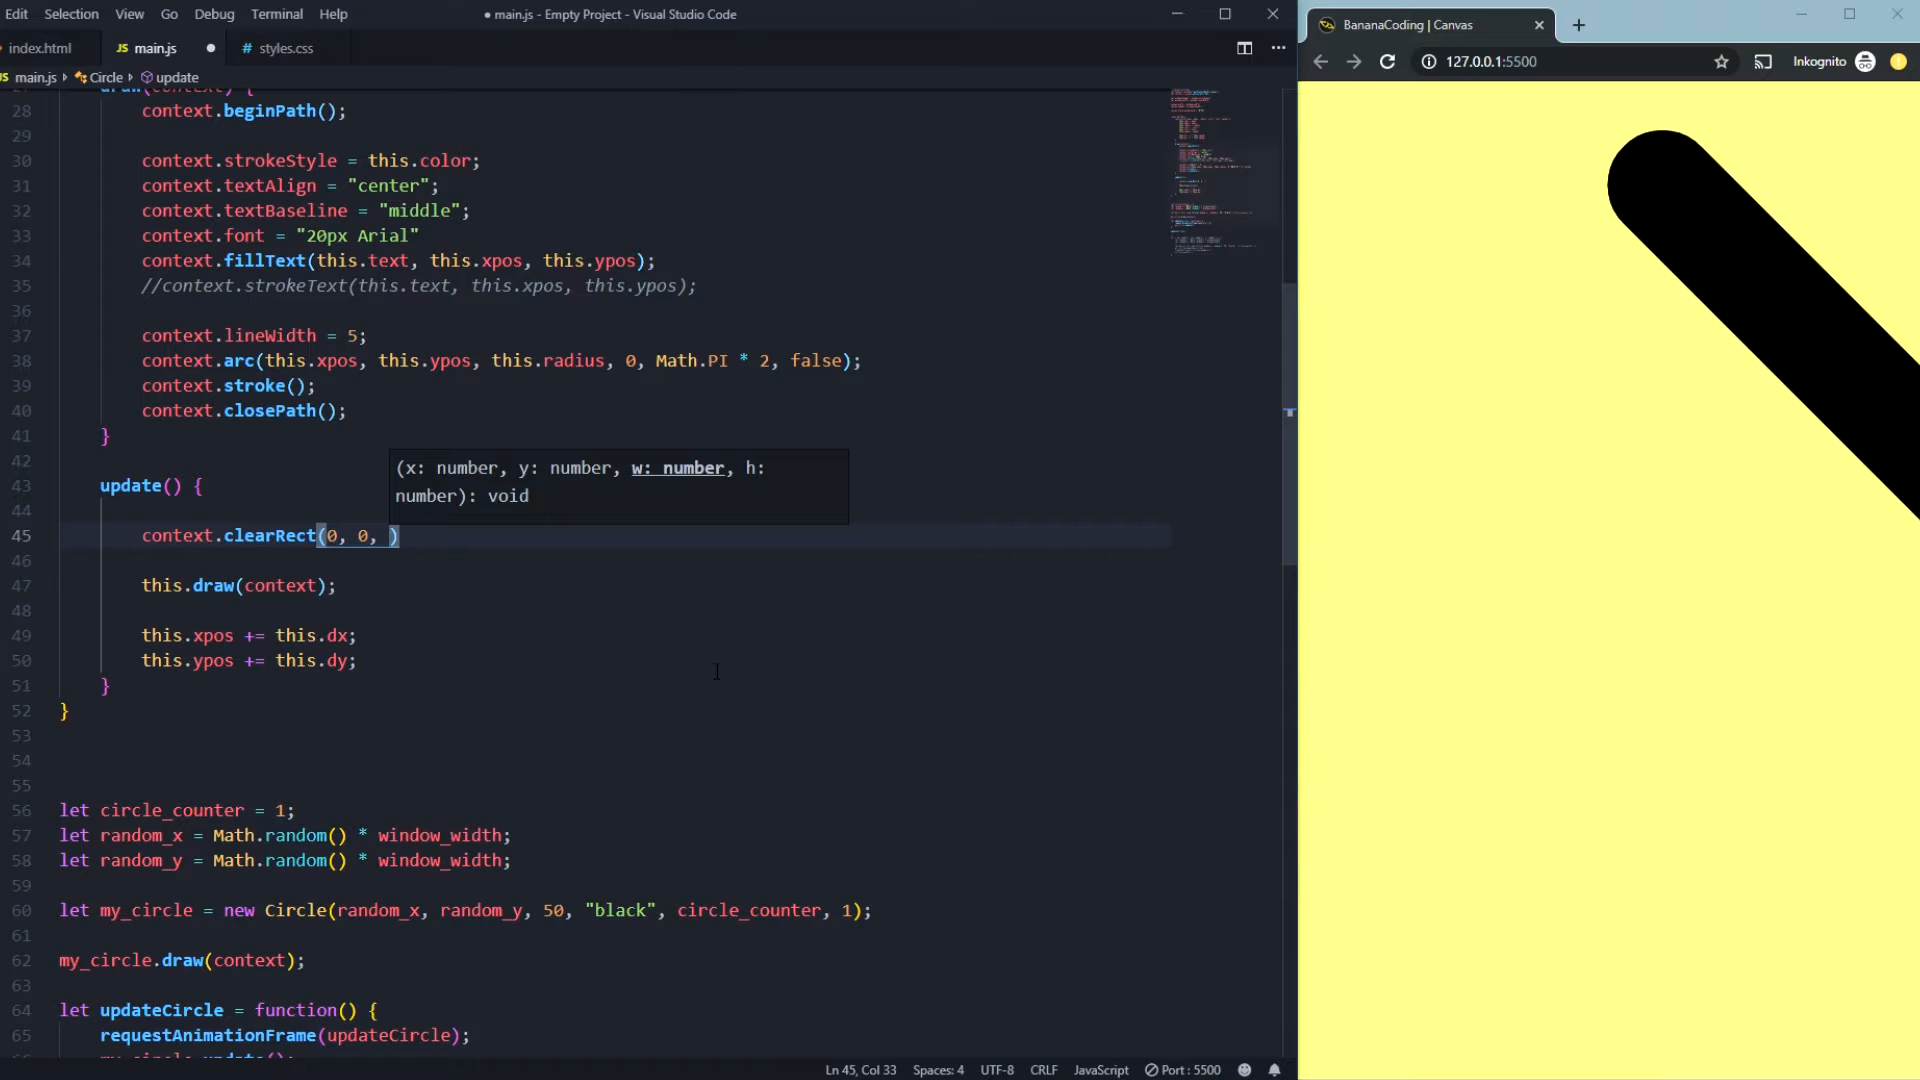 Edit Selection View Go Debug Terminal Help
● main.js - Empty Project - Visual Studio Code
BananaCoding | Canvas
index.html JS main.js # styles.css
127.0.0.1:5500 Inkognito
JS main.js Circle update
draw(context) {
28 context.beginPath();
29
30 context.strokeStyle = this.color;
31 context.textAlign = "center";
32 context.textBaseline = "middle";
33 context.font = "20px Arial"
34 context.fillText(this.text, this.xpos, this.ypos);
35 //context.strokeText(this.text, this.xpos, this.ypos);
36
37 context.lineWidth = 5;
38 context.arc(this.xpos, this.ypos, this.radius, 0, Math.PI * 2, false);
39 context.stroke();
40 context.closePath();
41 }
42
(x: number, y: number, w: number, h:
number): void
43 update() {
44
45 context.clearRect(0, 0, )
46
47 this.draw(context);
48
49 this.xpos += this.dx;
50 this.ypos += this.dy;
51 }
52 }
53
54
55
56 let circle_counter = 1;
57 let random_x = Math.random() * window_width;
58 let random_y = Math.random() * window_width;
59
60 let my_circle = new Circle(random_x, random_y, 50, "black", circle_counter, 1);
61
62 my_circle.draw(context);
63
64 let updateCircle = function() {
65 requestAnimationFrame(updateCircle);
my_circle.update();
Ln 45, Col 33 Spaces: 4 UTF-8 CRLF JavaScript Port : 5500